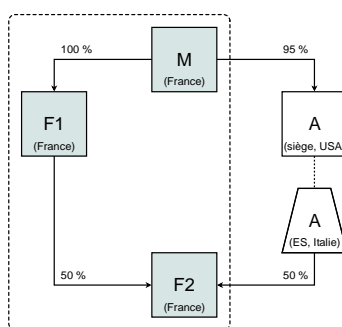 100 %
M
(France)
95 %
F1
(France)
A
(siège, USA)
A
(ES, Italie)
50 %
F2
(France)
50 %